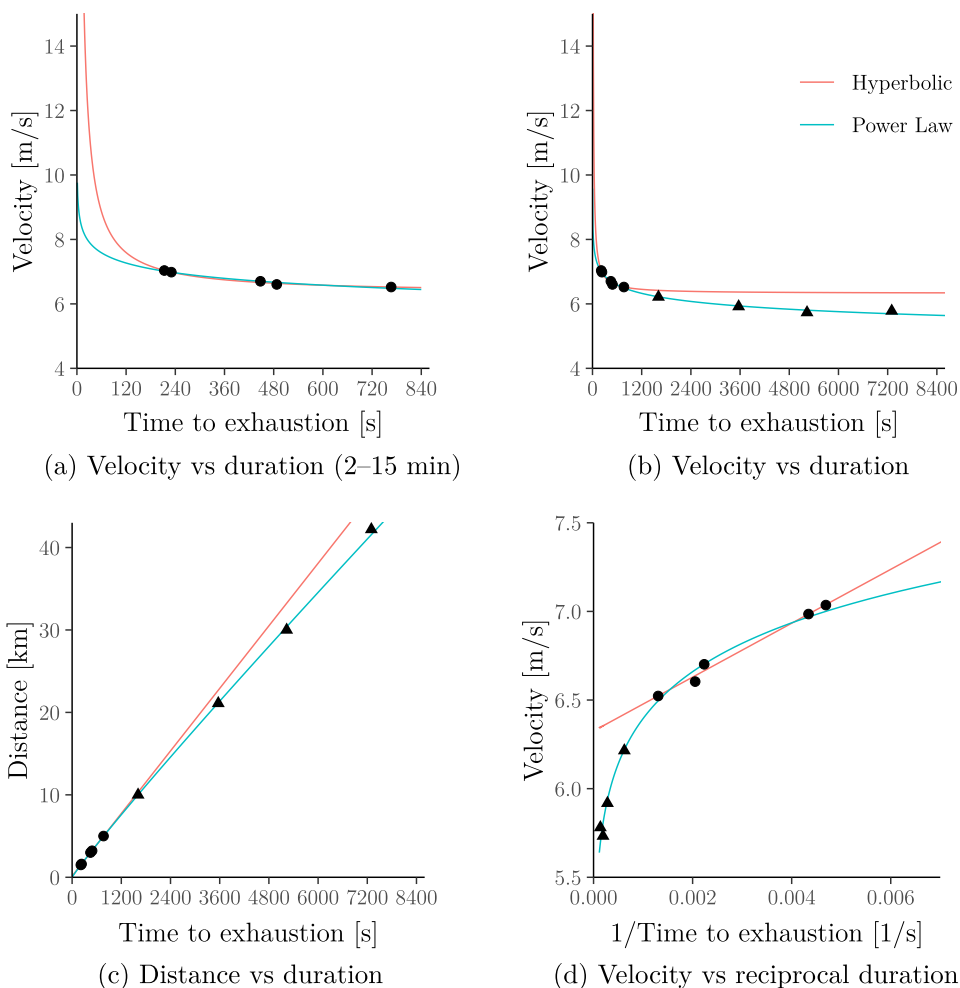 14
12
10
8
6
4
Velocity [m/s]
0 120 240 360 480 600 720 840
Time to exhaustion [s]
(a) Velocity vs duration (2–15 min)
14
12
10
8
6
4
Velocity [m/s]
Hyperbolic
Power Law
0 1200 2400 3600 4800 6000 7200 8400
Time to exhaustion [s]
(b) Velocity vs duration
40
30
20
10
0
Distance [km]
0 1200 2400 3600 4800 6000 7200 8400
Time to exhaustion [s]
(c) Distance vs duration
7.5
7.0
6.5
6.0
5.5
Velocity [m/s]
0.000 0.002 0.004 0.006
1/Time to exhaustion [1/s]
(d) Velocity vs reciprocal duration